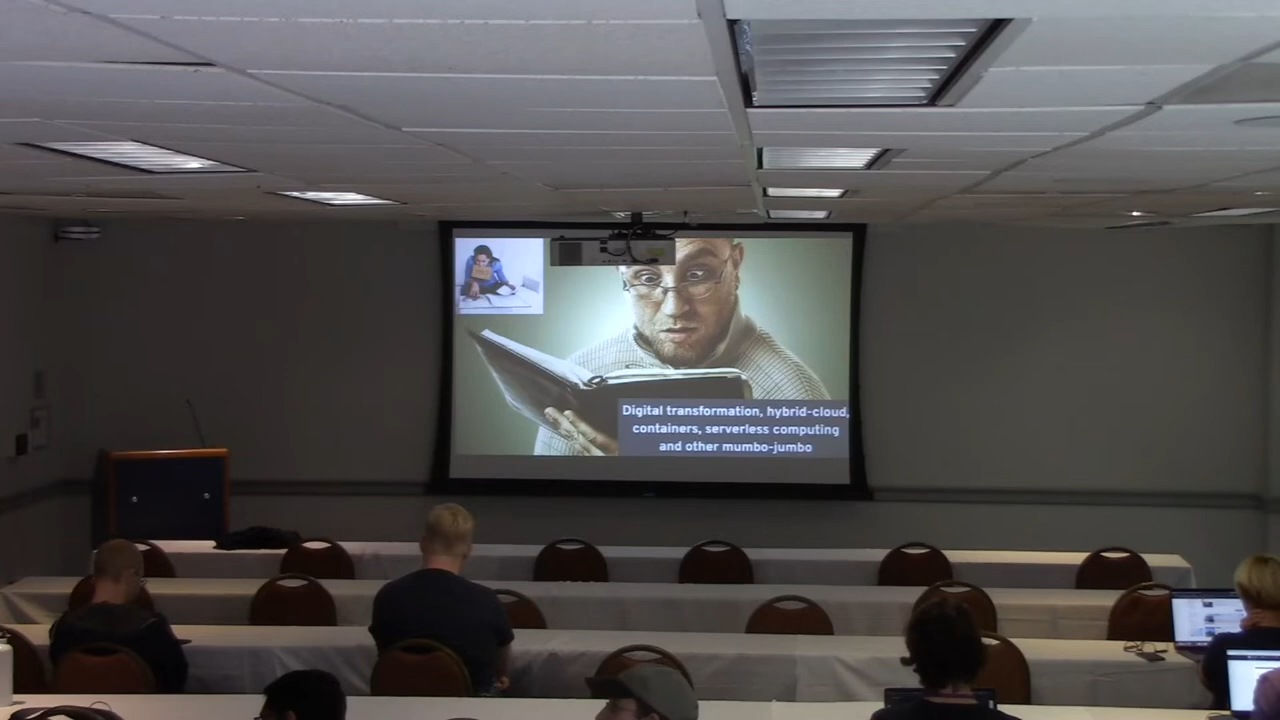 Digital transformation, hybrid-cloud,
containers, serverless computing
and other mumbo-jumbo